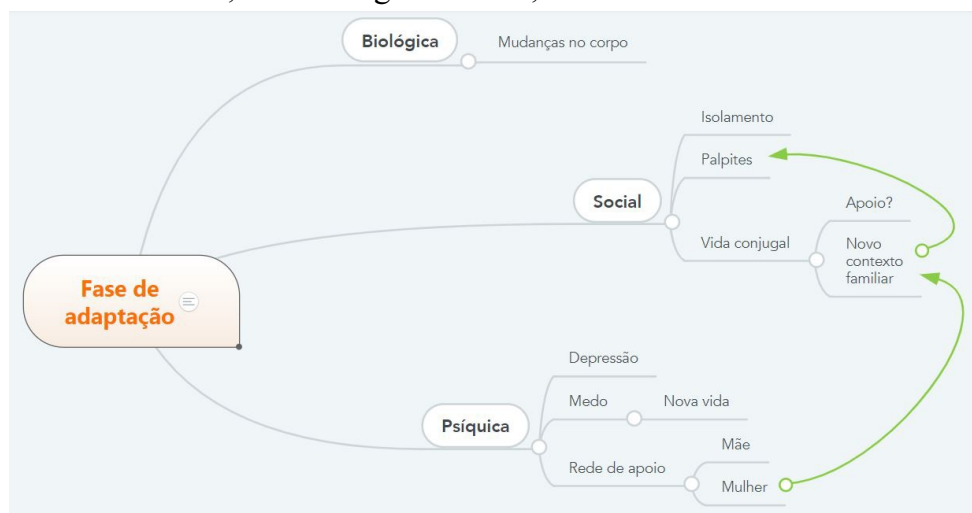 Biológica
Mudanças no corpo
Isolamento
Palpites
Social
Apoio?
Vida conjugal
Novo
contexto
familiar
Fase de
adaptação
Depressão
Medo
Nova vida
Psíquica
Mãe
Rede de apoio
Mulher